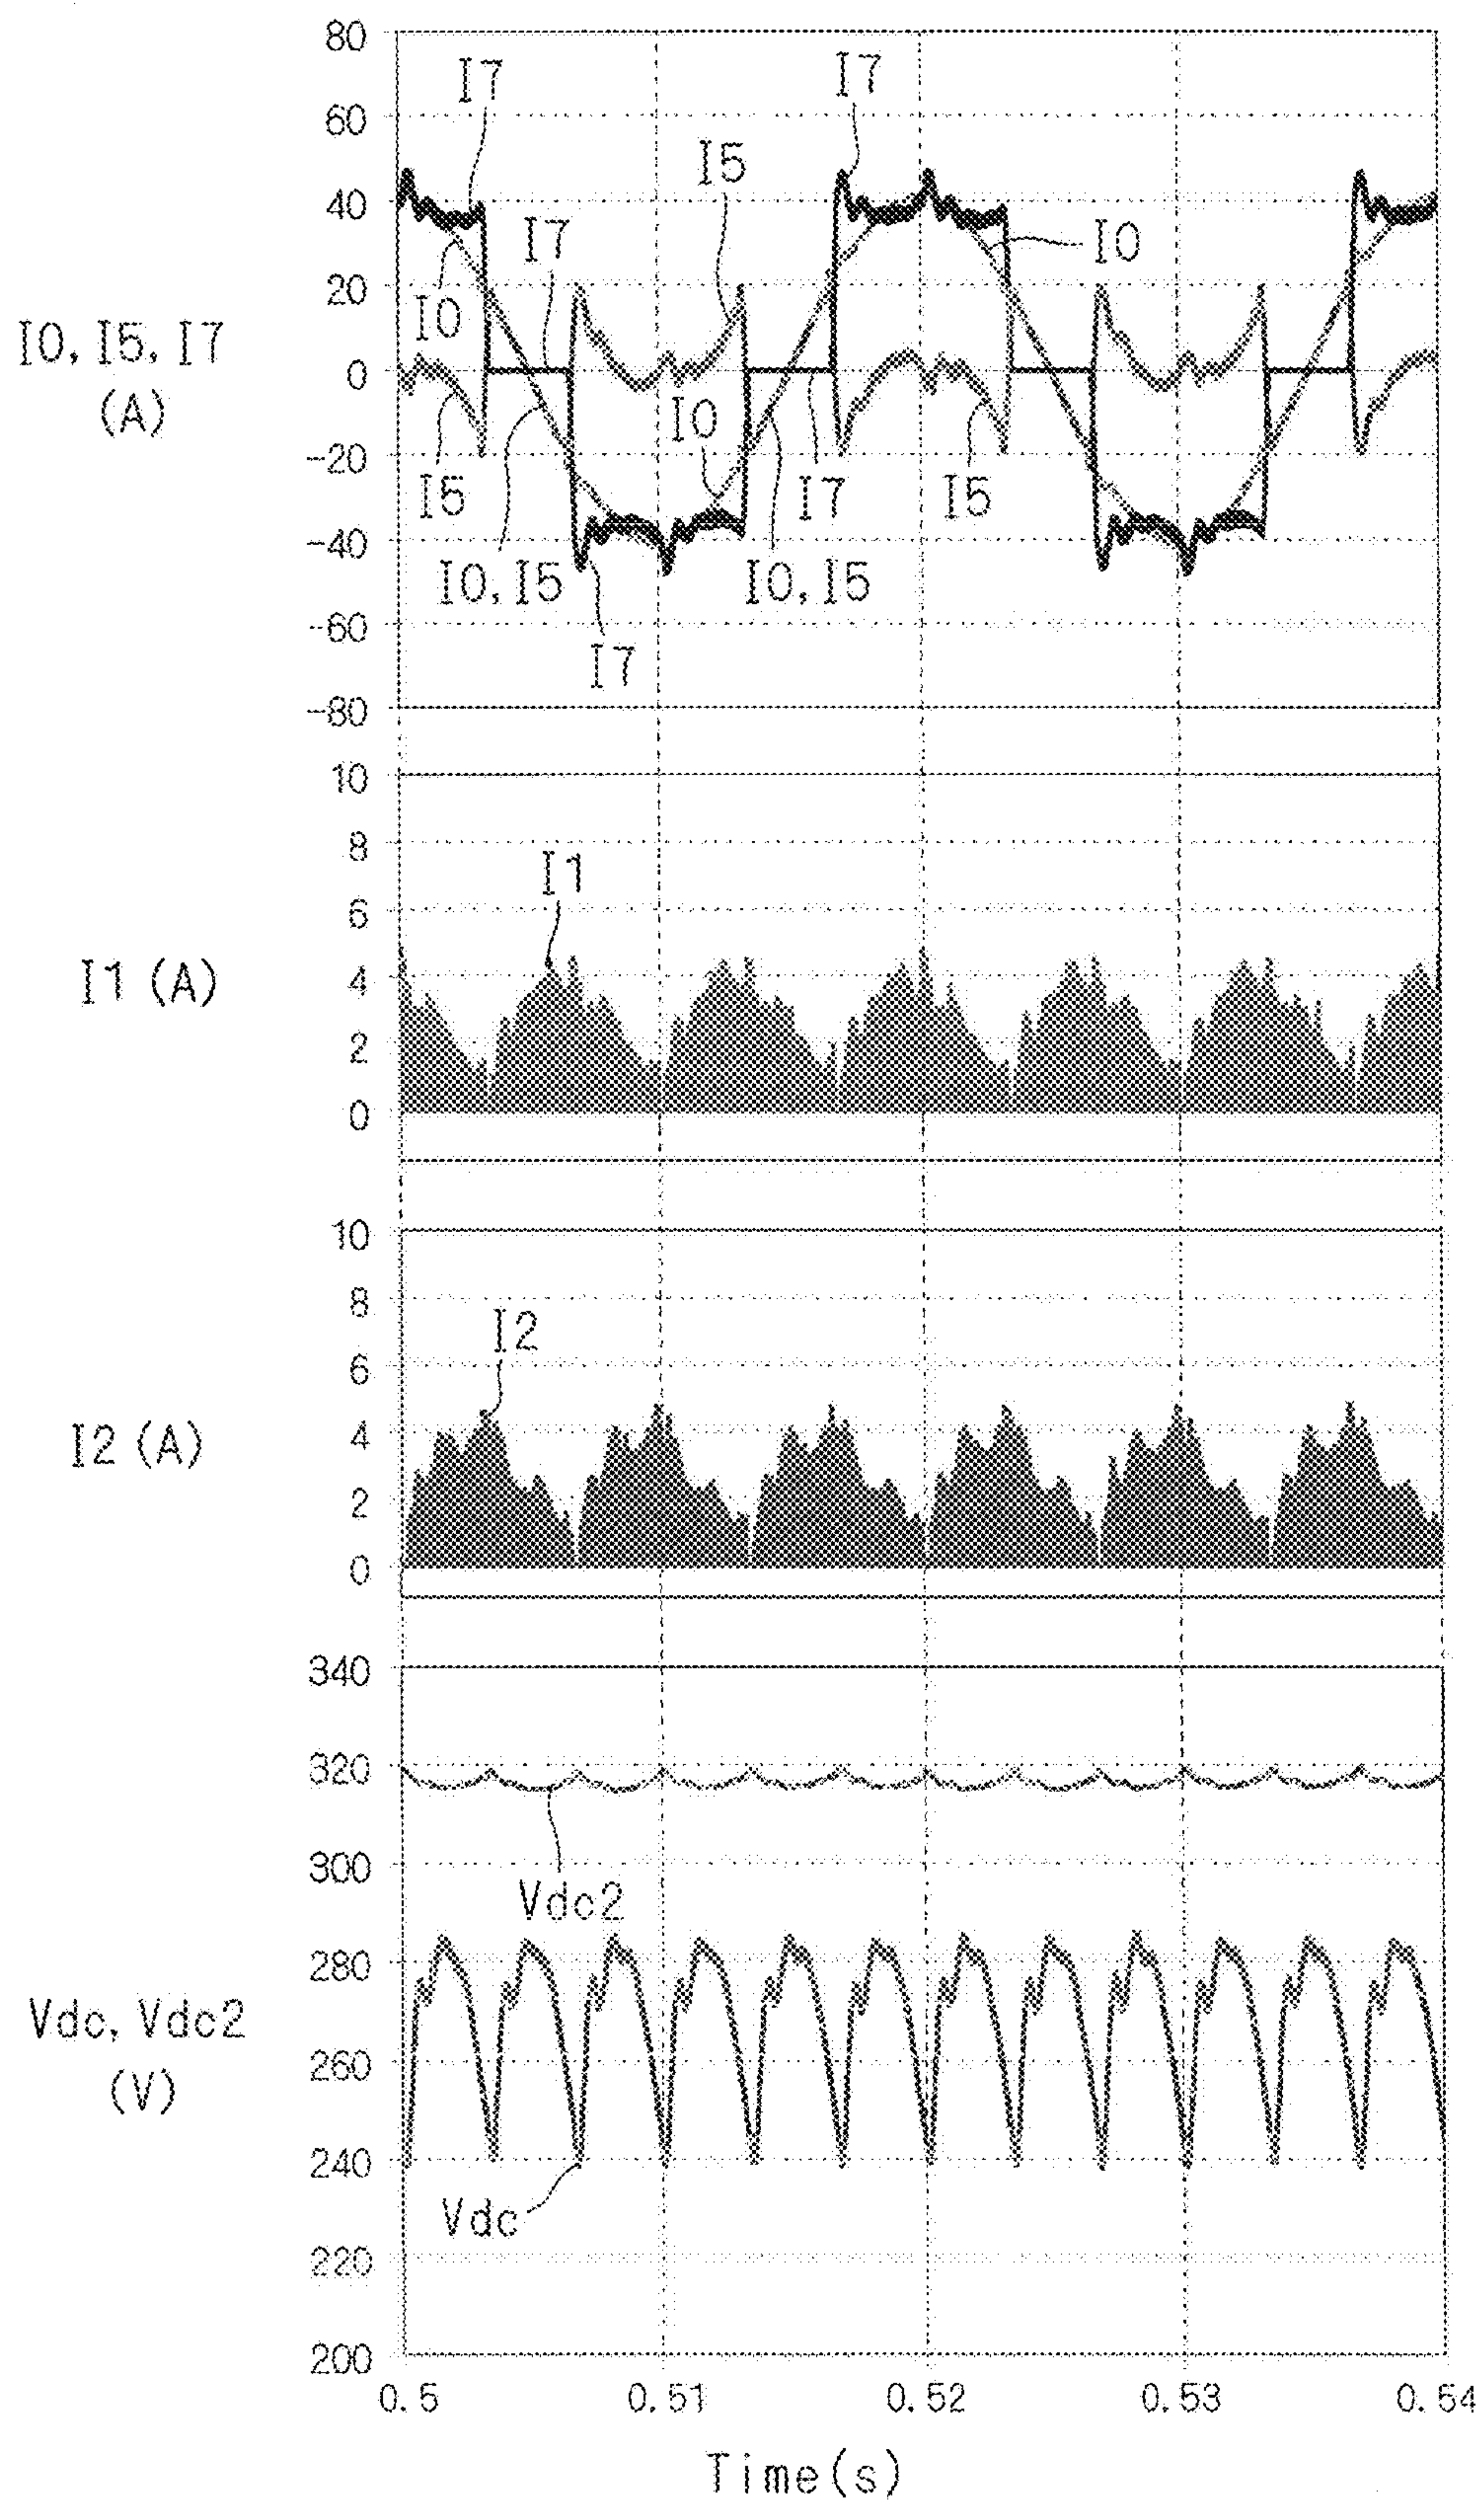 80
60
40
20
0
-20
-40
-60
-80
I0, I5, I7
(A)
I7
I7
I5
I7
I0
I0
I0
I5
I7
I5
I0, I5
I0, I5
I7
10
8
6
4
2
0
I1 (A)
I1
10
8
6
4
2
0
I2 (A)
I2
340
320
300
280
260
240
220
200
Vdc, Vdc2
(V)
Vdc2
Vdc
0.5
0.51
0.52
0.53
0.54
Time(s)